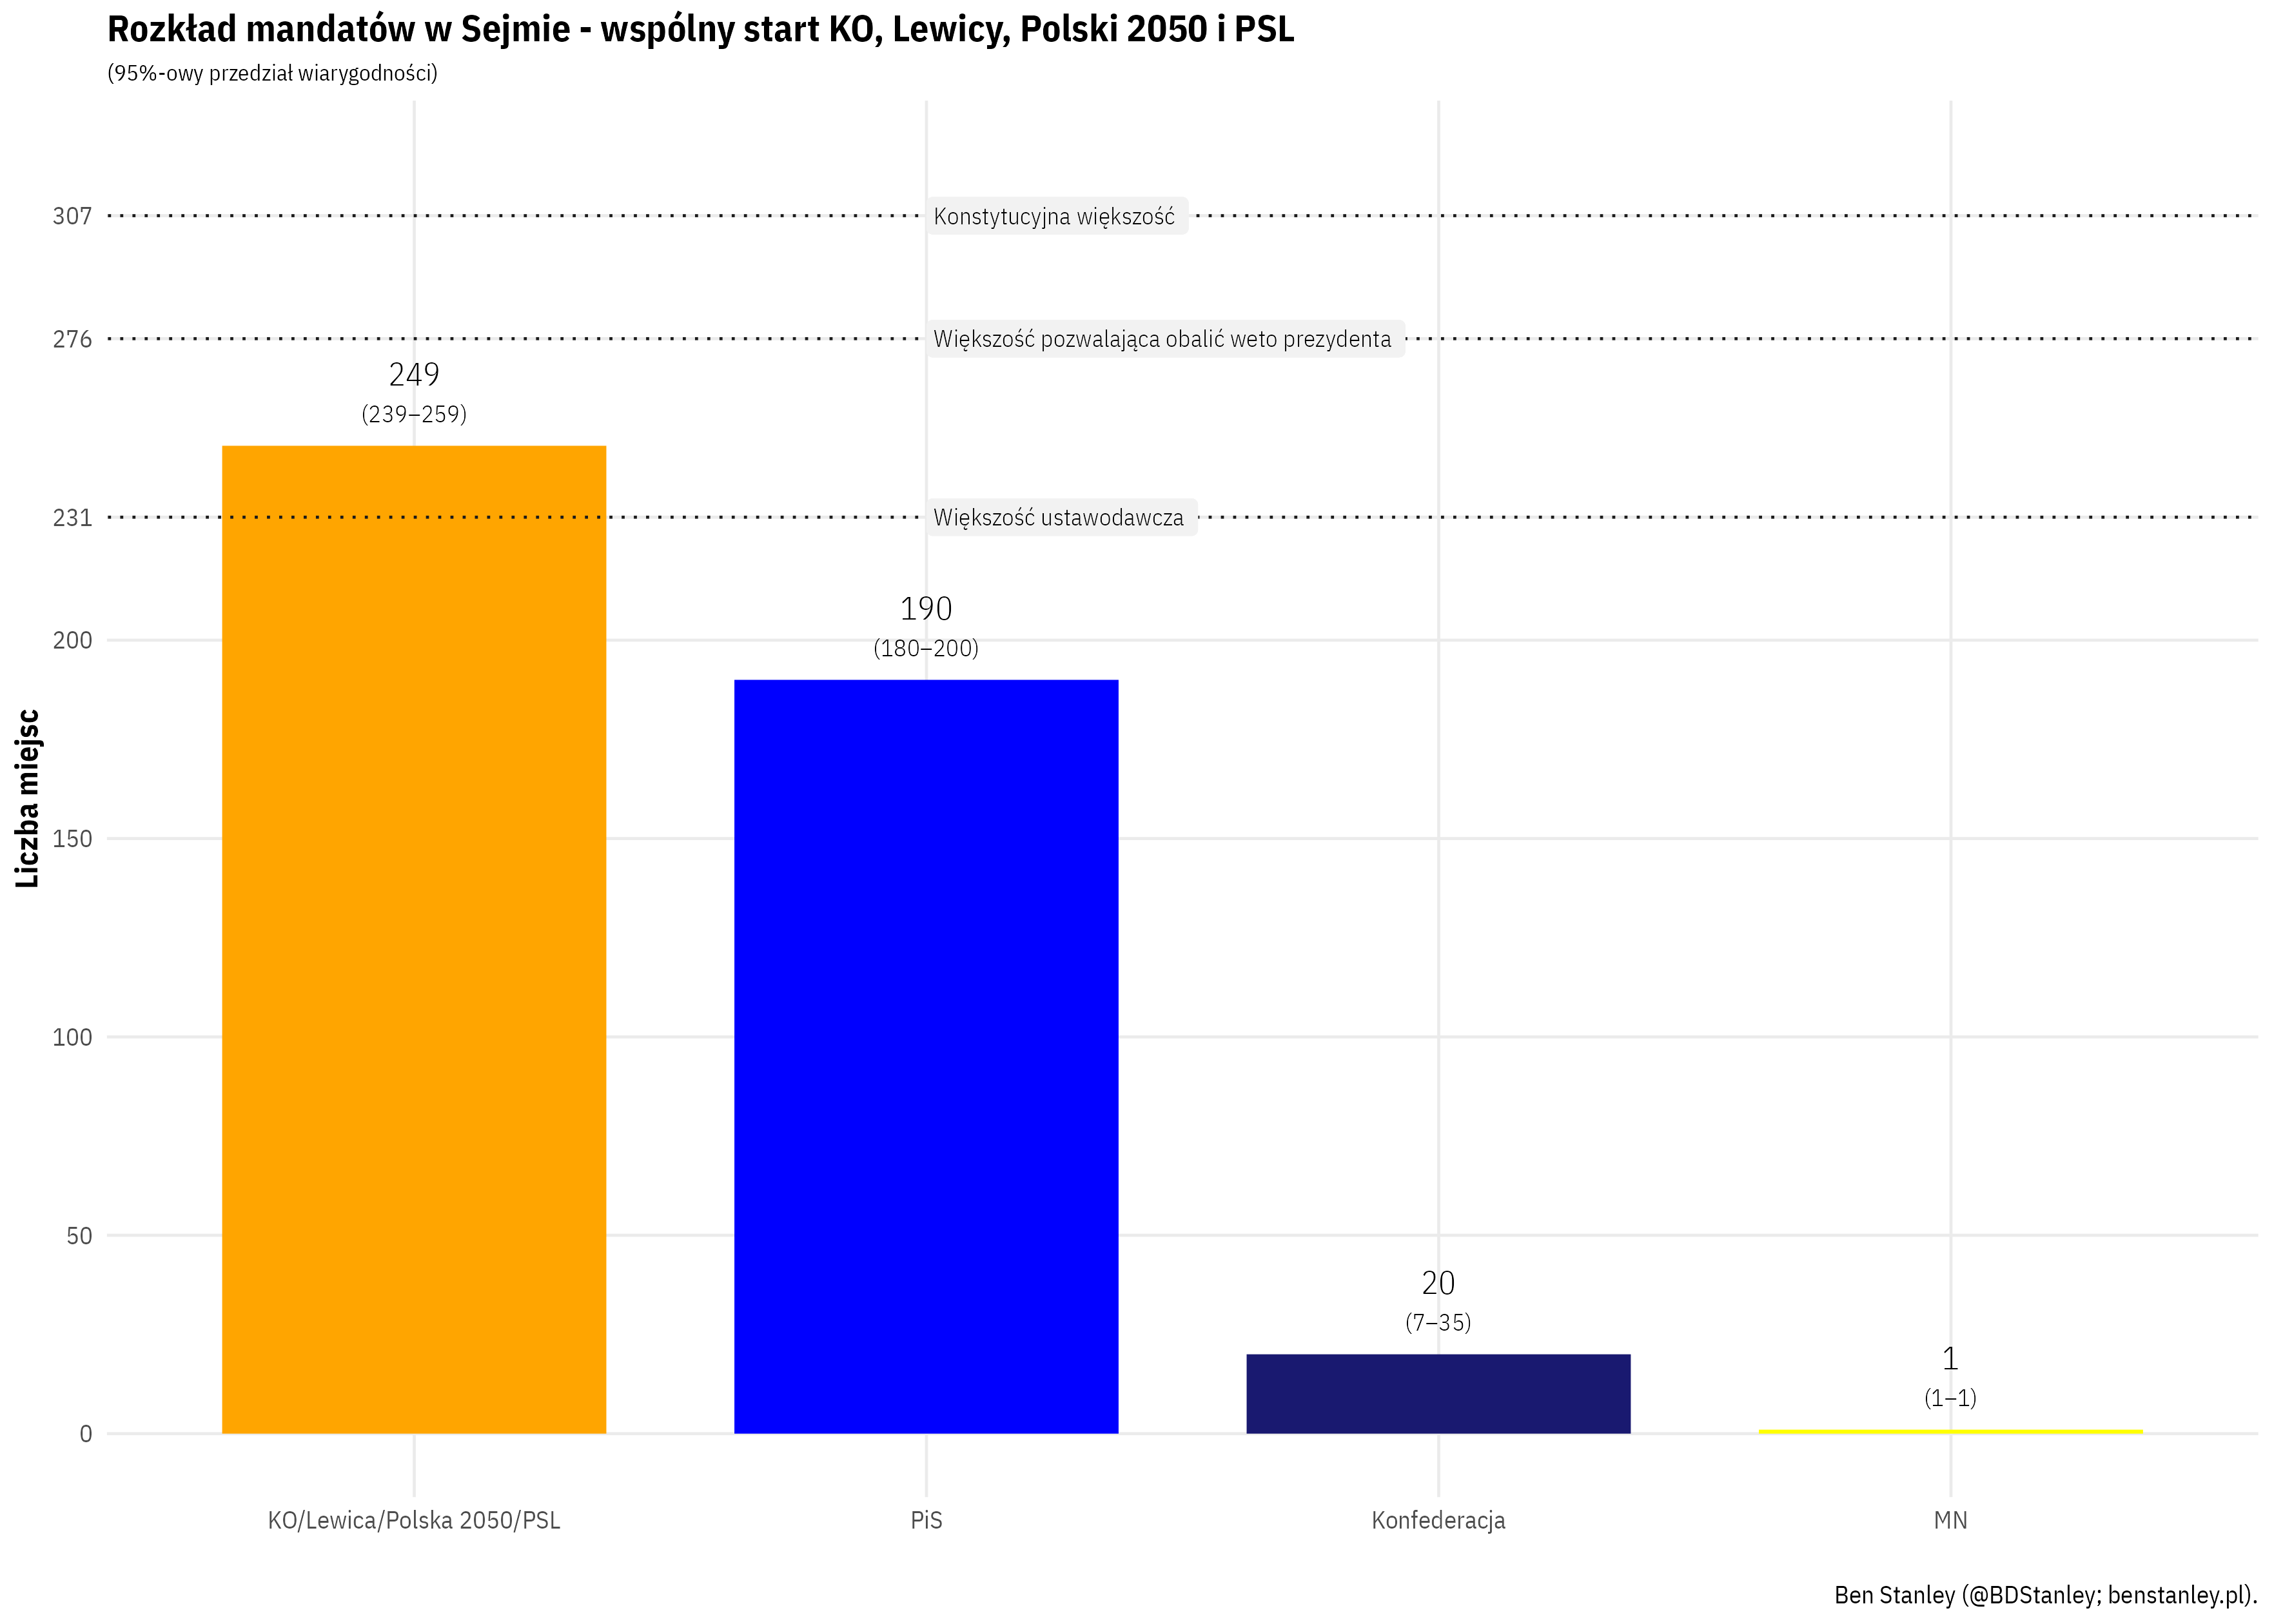 Rozkład mandatów w Sejmie - wspólny start KO, Lewicy, Polski 2050 i PSL
(95%-owy przedział wiarygodności)
Liczba miejsc
307
Konstytucyjna większość
276
Większość pozwalająca obalić weto prezydenta
249
(239–259)
231
Większość ustawodawcza
190
(180–200)
200
150
100
50
20
(7–35)
1
(1–1)
0
KO/Lewica/Polska 2050/PSL
PiS
Konfederacja
MN
Ben Stanley (@BDStanley; benstanley.pl).